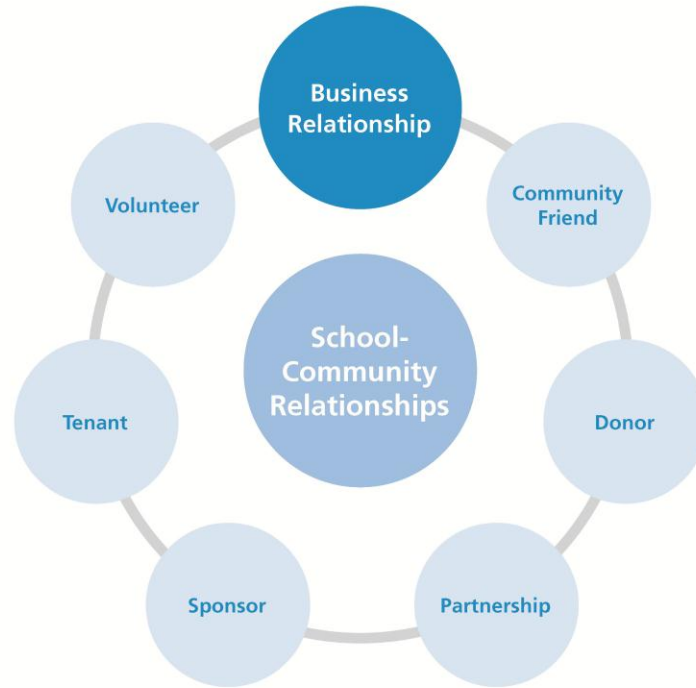 Business
Relationship
Volunteer
Community
Friend
School-
Community
Relationships
Tenant
Donor
Sponsor
Partnership